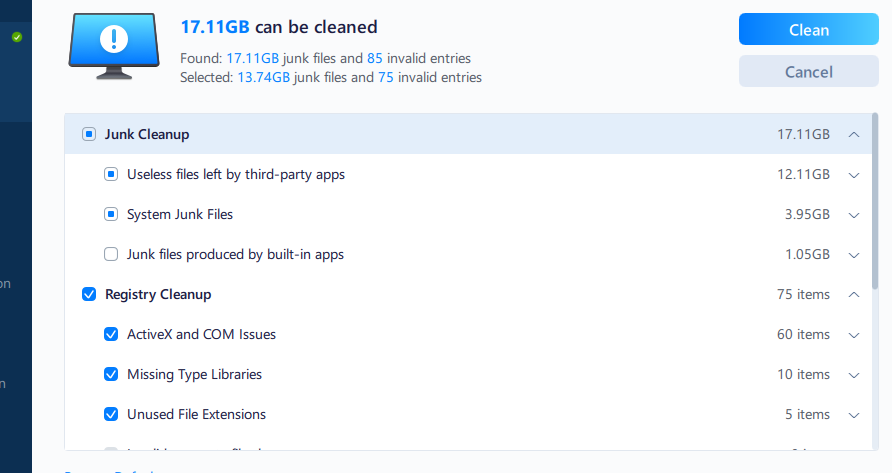 17.11GB can be cleaned
Found: 17.11GB junk files and 85 invalid entries
Selected: 13.74GB junk files and 75 invalid entries
Clean
Cancel
Junk Cleanup 17.11GB
Useless files left by third-party apps 12.11GB
System Junk Files 3.95GB
Junk files produced by built-in apps 1.05GB
Registry Cleanup 75 items
ActiveX and COM Issues 60 items
Missing Type Libraries 10 items
Unused File Extensions 5 items
on
n